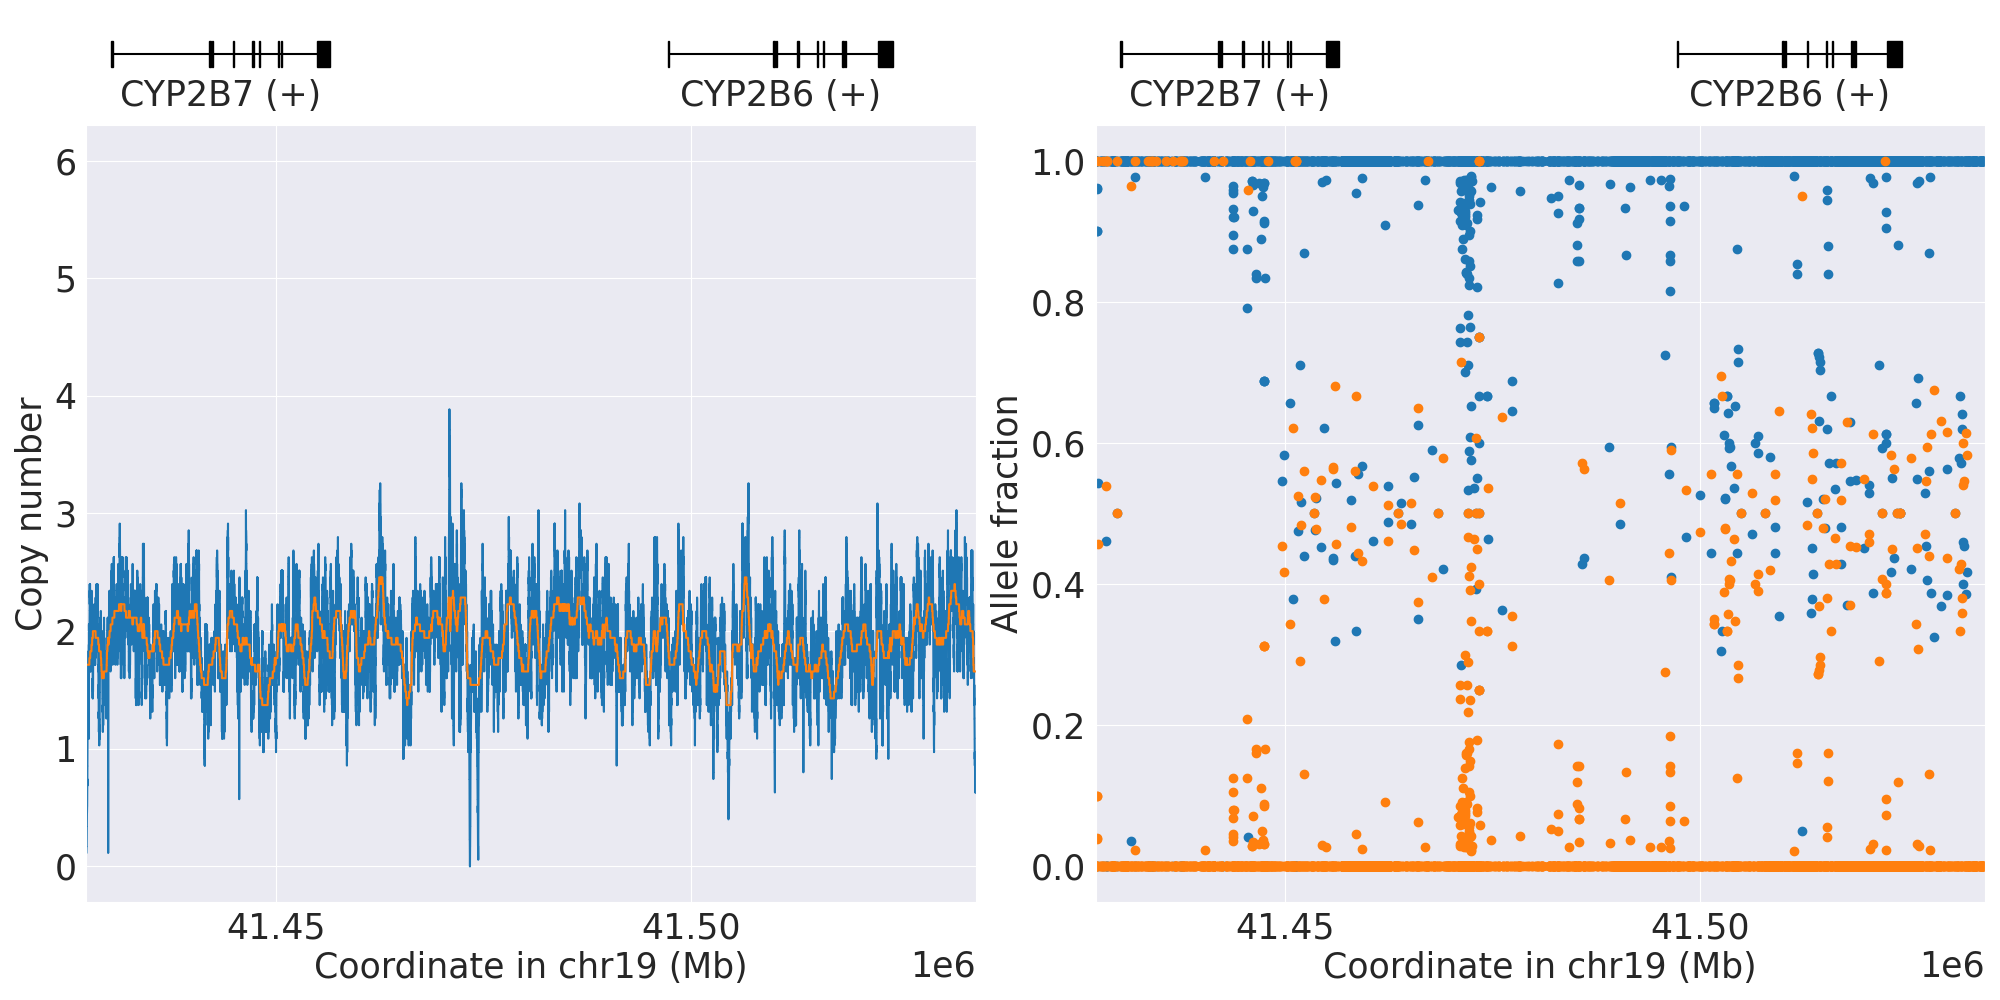 CYP2B7 (+)
CYP2B6 (+)
6
5
4
3
2
1
0
Copy number
41.45
41.50
Coordinate in chr19 (Mb)
1e6
CYP2B7 (+)
CYP2B6 (+)
1.0
0.8
0.6
0.4
0.2
0.0
Allele fraction
41.45
41.50
Coordinate in chr19 (Mb)
1e6